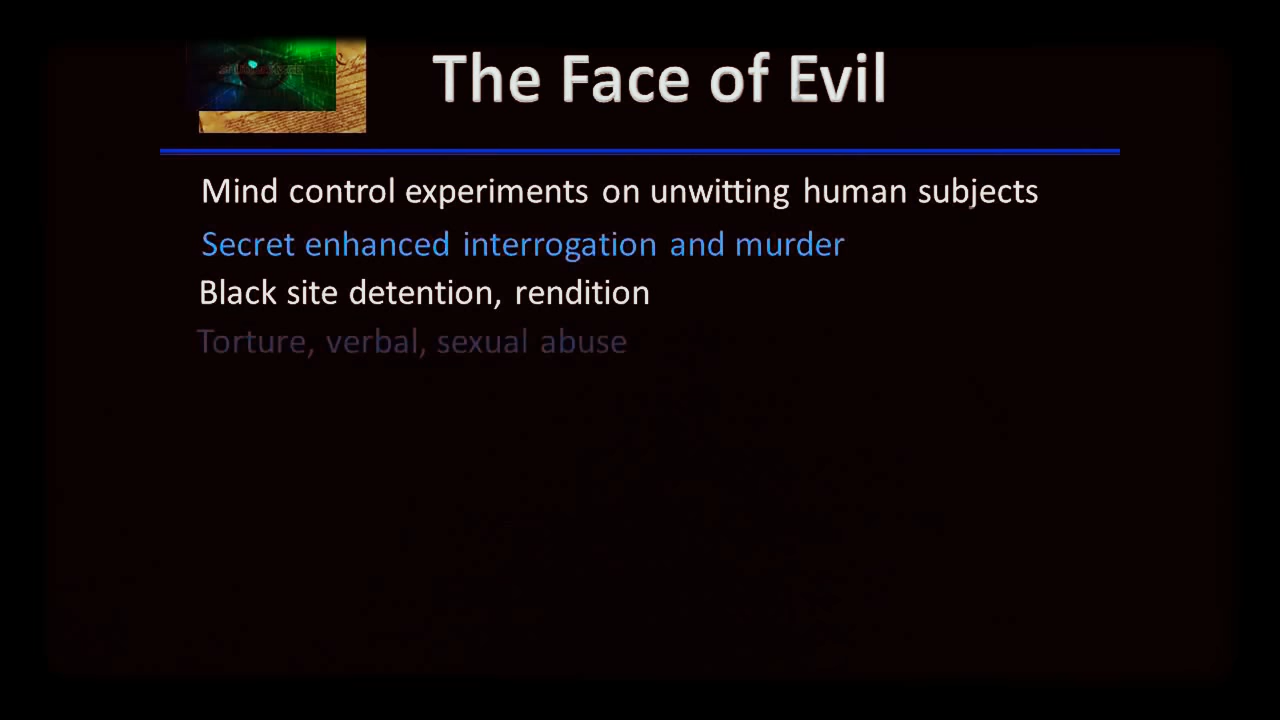 The Face of Evil
Mind control experiments on unwitting human subjects
Secret enhanced interrogation and murder
Black site detention, rendition
Torture, verbal, sexual abuse